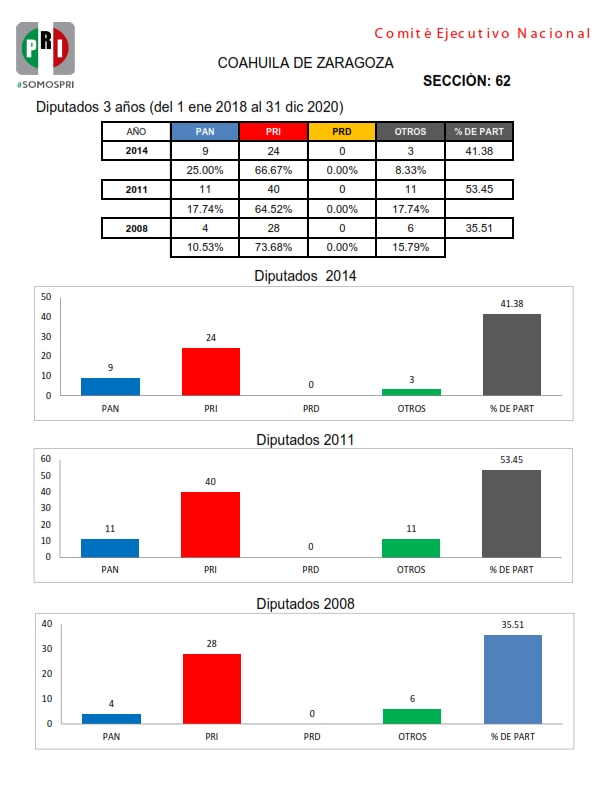 Comité Ejecutivo Nacional
PRI
#SOMOSPRI
COAHUILA DE ZARAGOZA
SECCIÓN: 62
Diputados 3 años (del 1 ene 2018 al 31 dic 2020)
AÑO PAN PRI PRD OTROS % DE PART
2014 9 24 0 3 41.38
25.00% 66.67% 0.00% 8.33%
2011 11 40 0 11 53.45
17.74% 64.52% 0.00% 17.74%
2008 4 28 0 6 35.51
10.53% 73.68% 0.00% 15.79%
Diputados 2014
50
40
30
20
10
0
9 24 0 3 41.38
PAN PRI PRD OTROS % DE PART
Diputados 2011
60
50
40
30
20
10
0
11 40 0 11 53.45
PAN PRI PRD OTROS % DE PART
Diputados 2008
40
30
20
10
0
4 28 0 6 35.51
PAN PRI PRD OTROS % DE PART